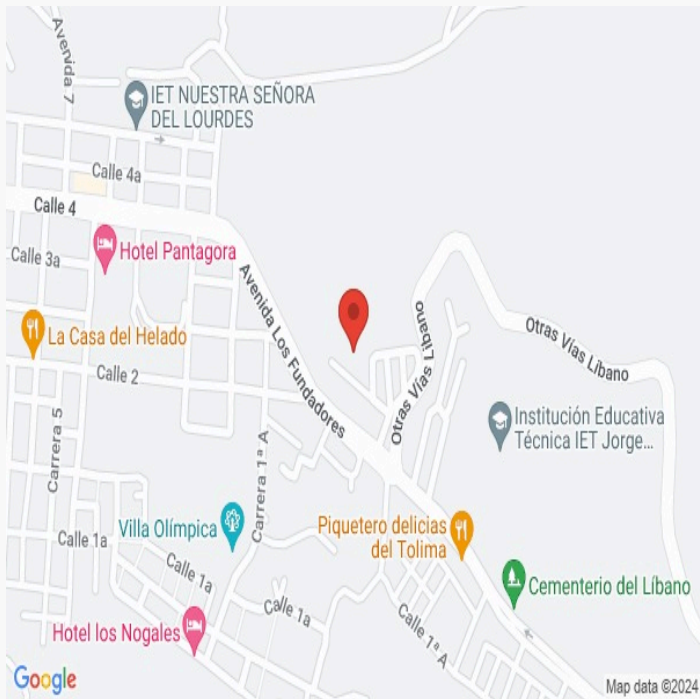 Avenida 7
IET NUESTRA SEÑORA
DEL LOURDES
Calle 4a
Calle 4
Hotel Pantagora
Calle 3a
Avenida Los Fundadores
La Casa del Helado
Calle 2
Otras Vías Líbano
Otras Vías Líbano
Carrera 5
Carrera 1ª A
Institución Educativa
Técnica IET Jorge...
Villa Olímpica
Piquetero delicias
del Tolima
Calle 1a
Calle 1a
Calle 1a
Cementerio del Líbano
Hotel los Nogales
Calle 1ª A
Google
Map data ©2024